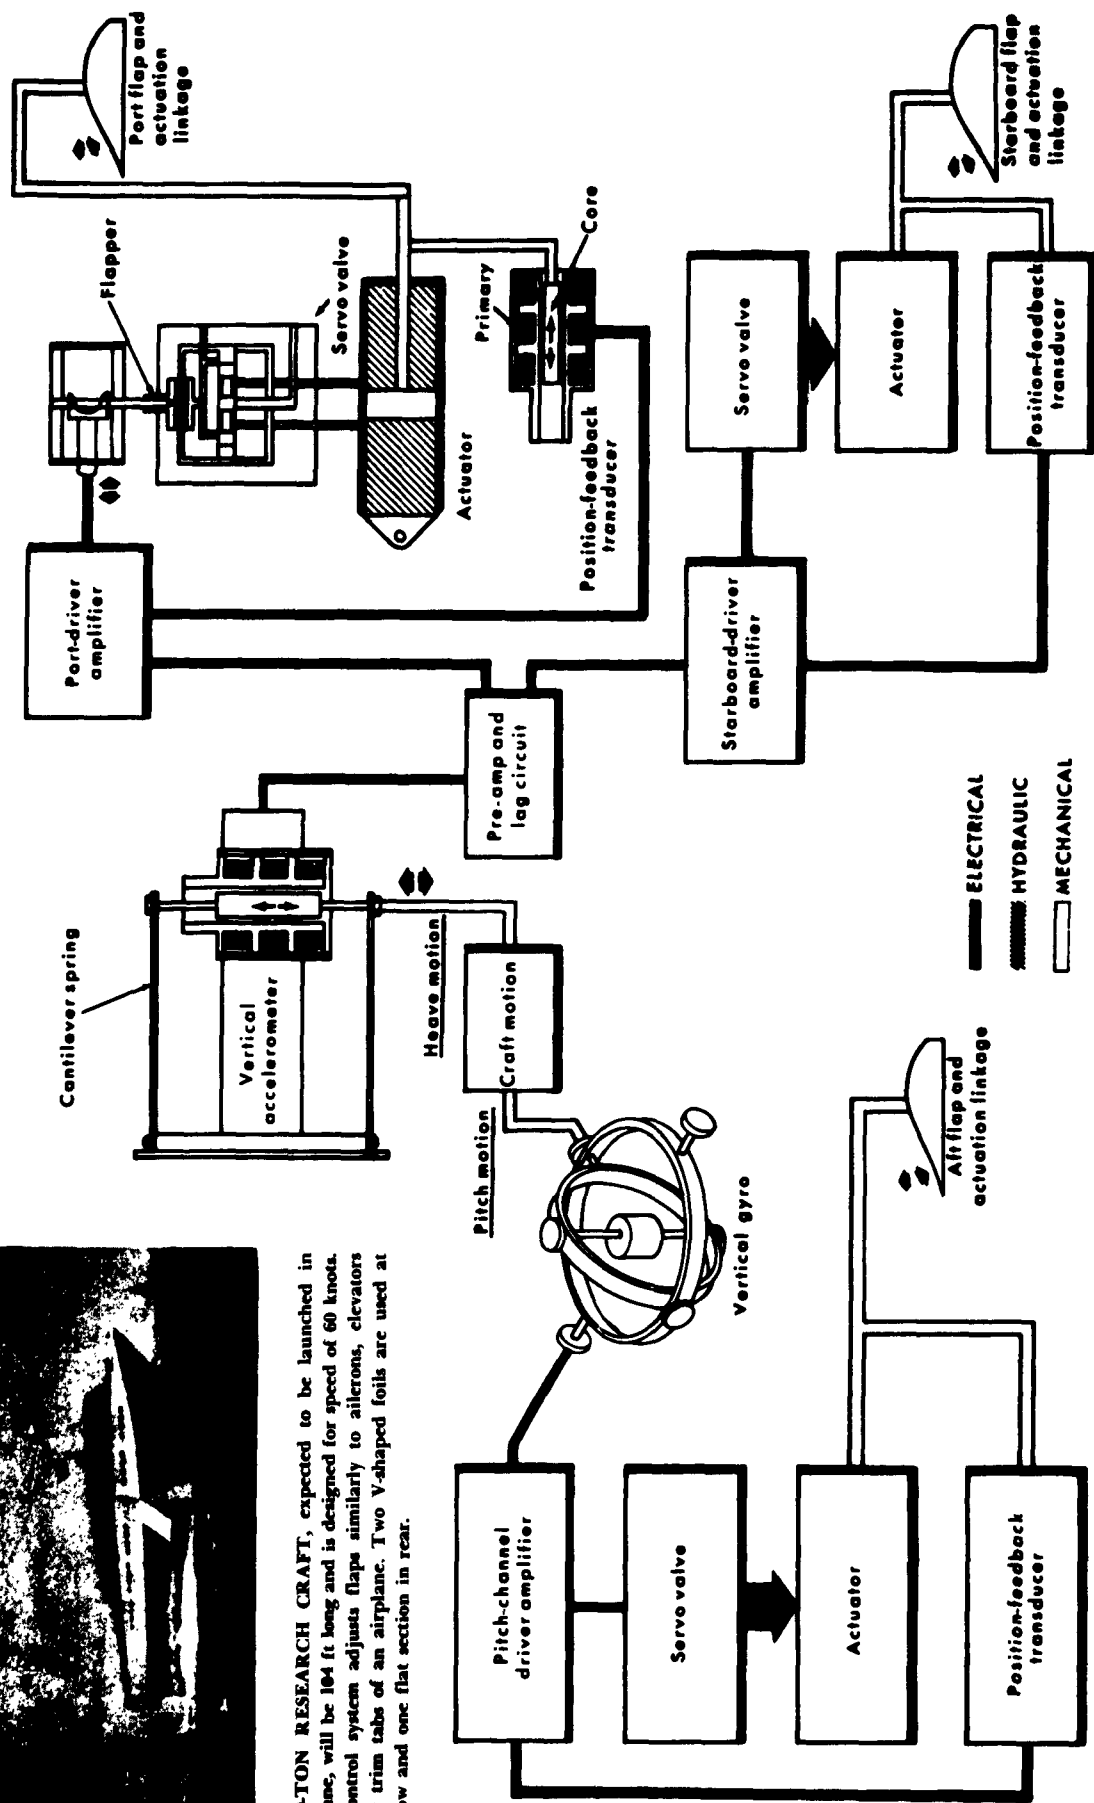 -TON RESEARCH CRAFT, expected to be launched in
ne, will be 104 ft long and is designed for speed of 60 knots.
ontrol system adjusts flaps similarly to ailerons, elevators
trim tabs of an airplane. Two V-shaped foils are used at
ow and one flat section in rear.
Cantilever spring
Vertical
accelerometer
Heave motion
Craft motion
Pitch motion
Vertical gyro
Pre-amp and
lag circuit
Port-driver
amplifier
Flapper
Servo valve
Actuator
Port flap and
actuation
linkage
Primary
Core
Position-feedback
transducer
Starboard-driver
amplifier
Servo valve
Actuator
Position-feedback
transducer
Starboard flap
and actuation
linkage
Pitch-channel
driver amplifier
Servo valve
Actuator
Position-feedback
transducer
Aft flap and
actuation linkage
ELECTRICAL
HYDRAULIC
MECHANICAL